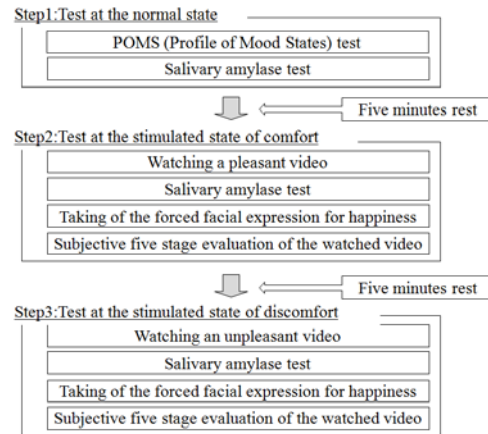 Step1:Test at the normal state
POMS (Profile of Mood States) test
Salivary amylase test
Five minutes rest
Step2:Test at the stimulated state of comfort
Watching a pleasant video
Salivary amylase test
Taking of the forced facial expression for happiness
Subjective five stage evaluation of the watched video
Five minutes rest
Step3:Test at the stimulated state of discomfort
Watching an unpleasant video
Salivary amylase test
Taking of the forced facial expression for happiness
Subjective five stage evaluation of the watched video